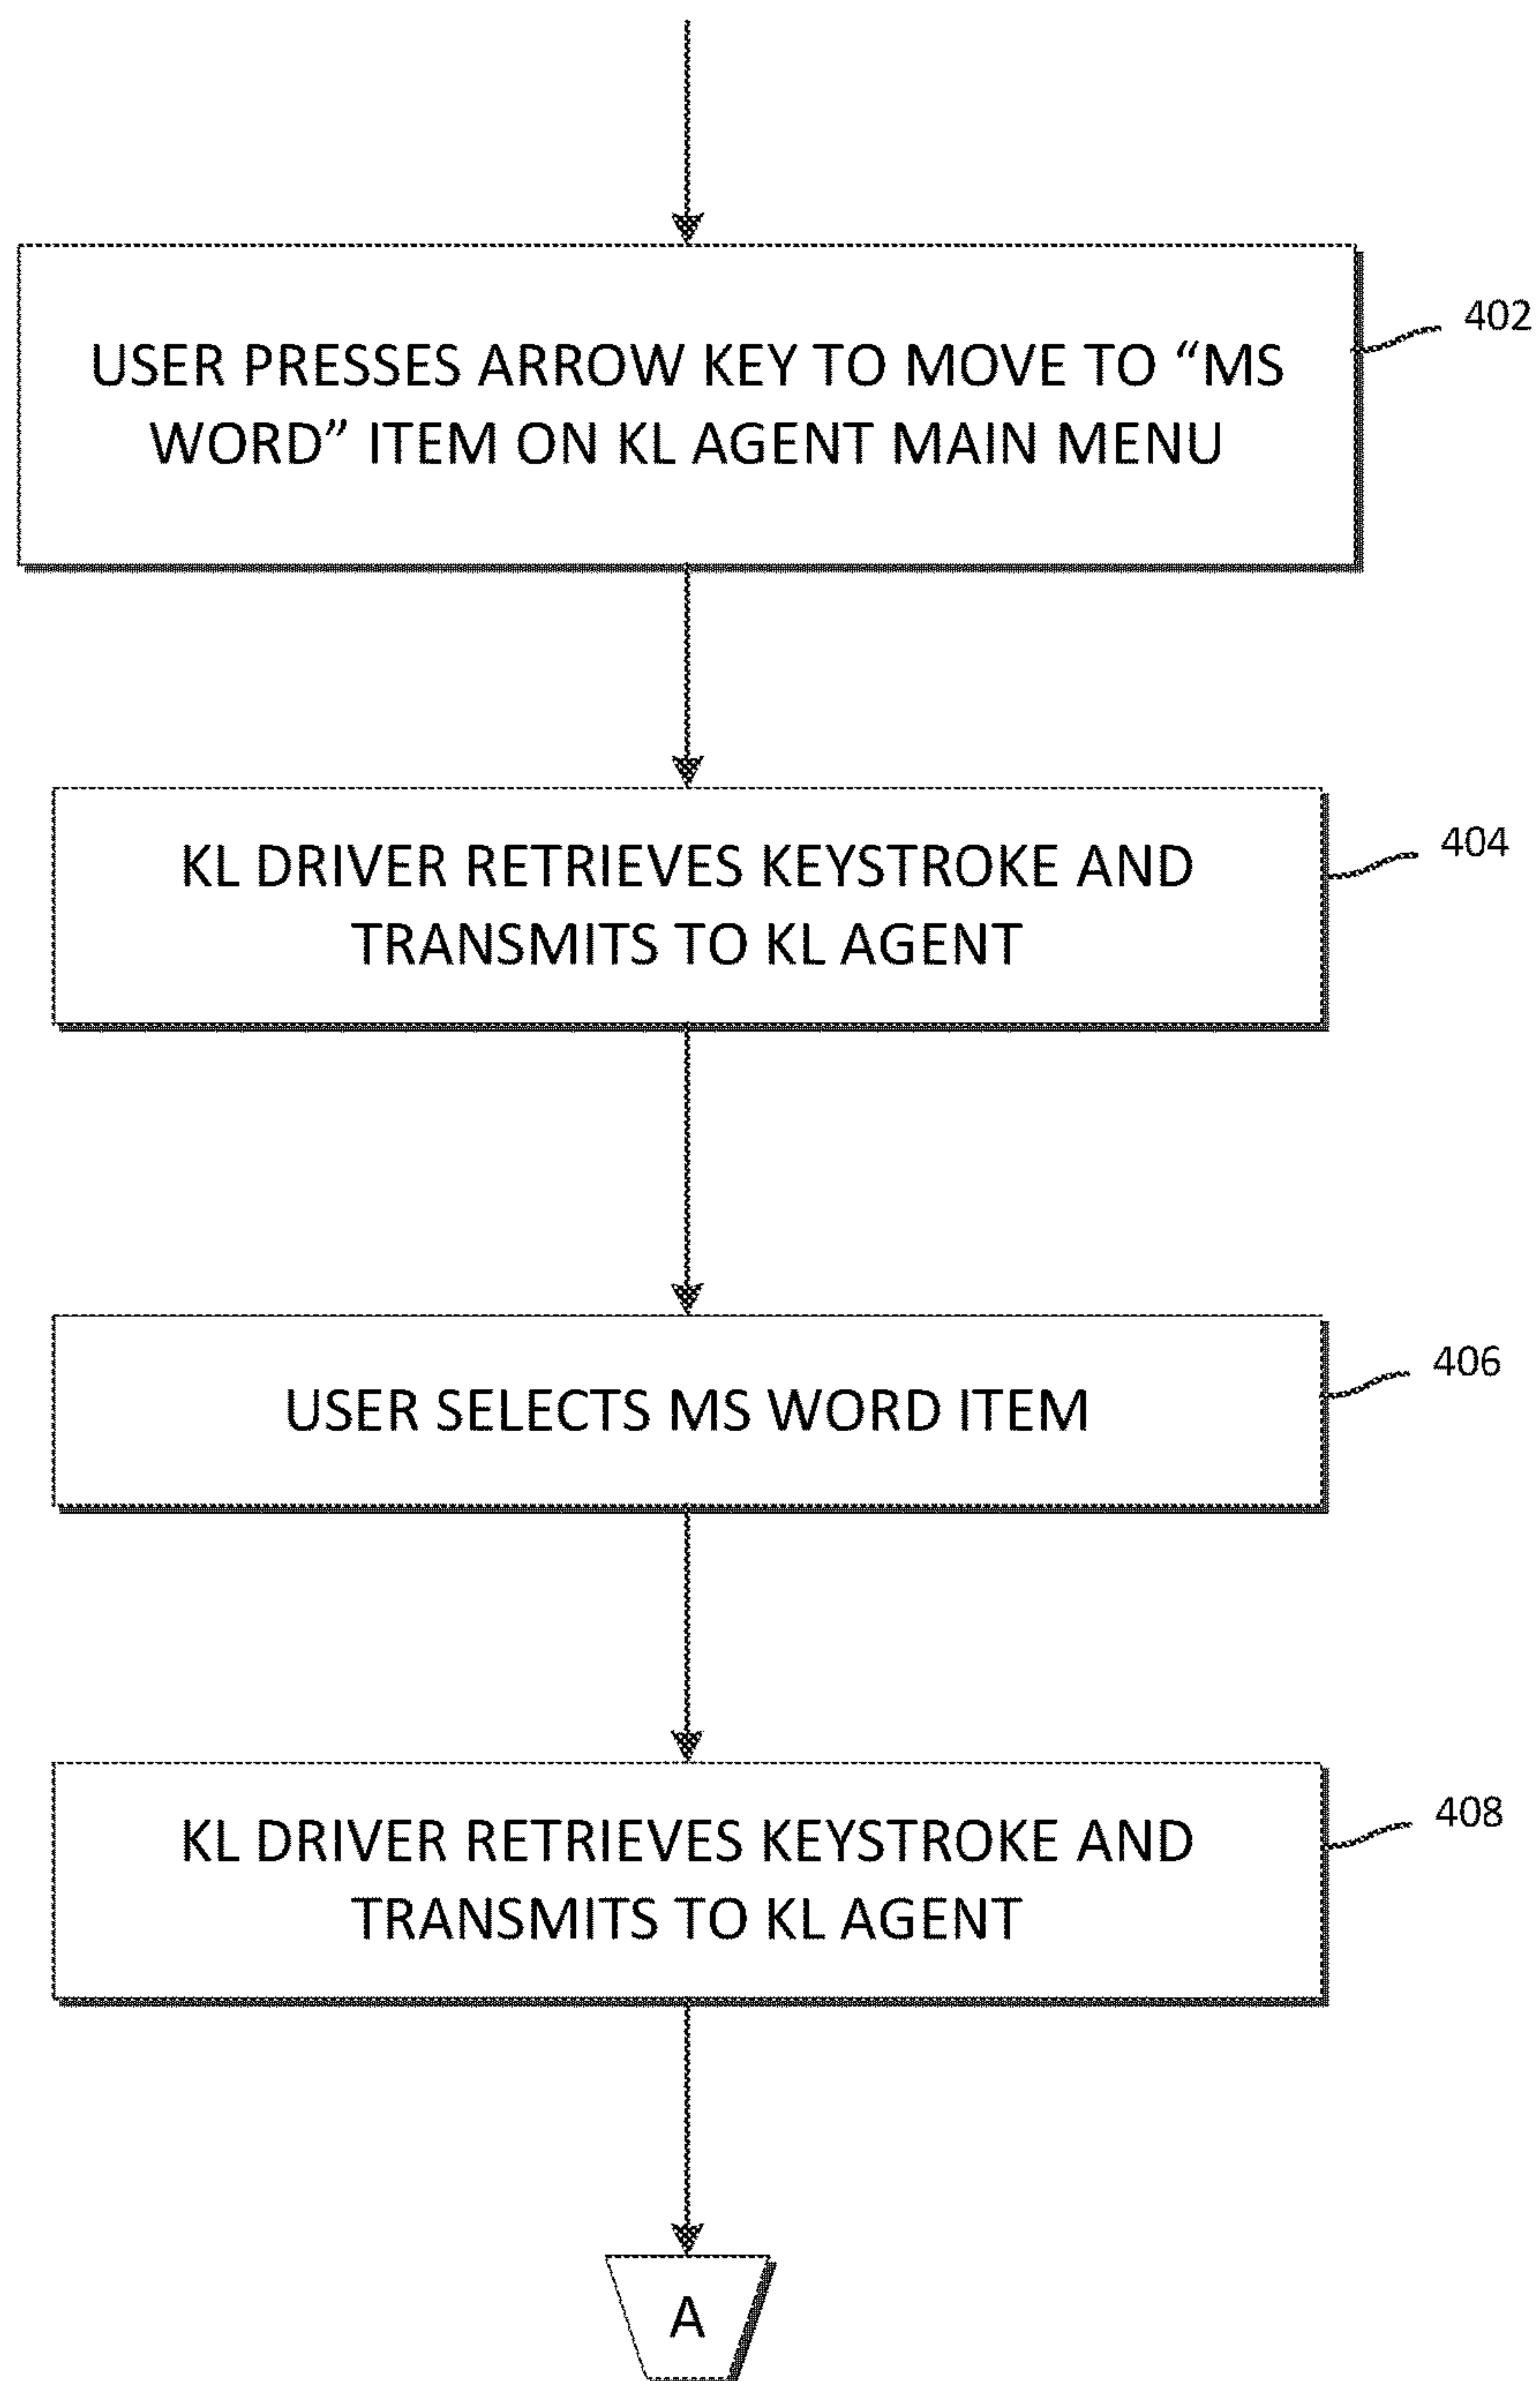 USER PRESSES ARROW KEY TO MOVE TO “MS
WORD” ITEM ON KL AGENT MAIN MENU
402
KL DRIVER RETRIEVES KEYSTROKE AND
TRANSMITS TO KL AGENT
404
USER SELECTS MS WORD ITEM
406
KL DRIVER RETRIEVES KEYSTROKE AND
TRANSMITS TO KL AGENT
408
A